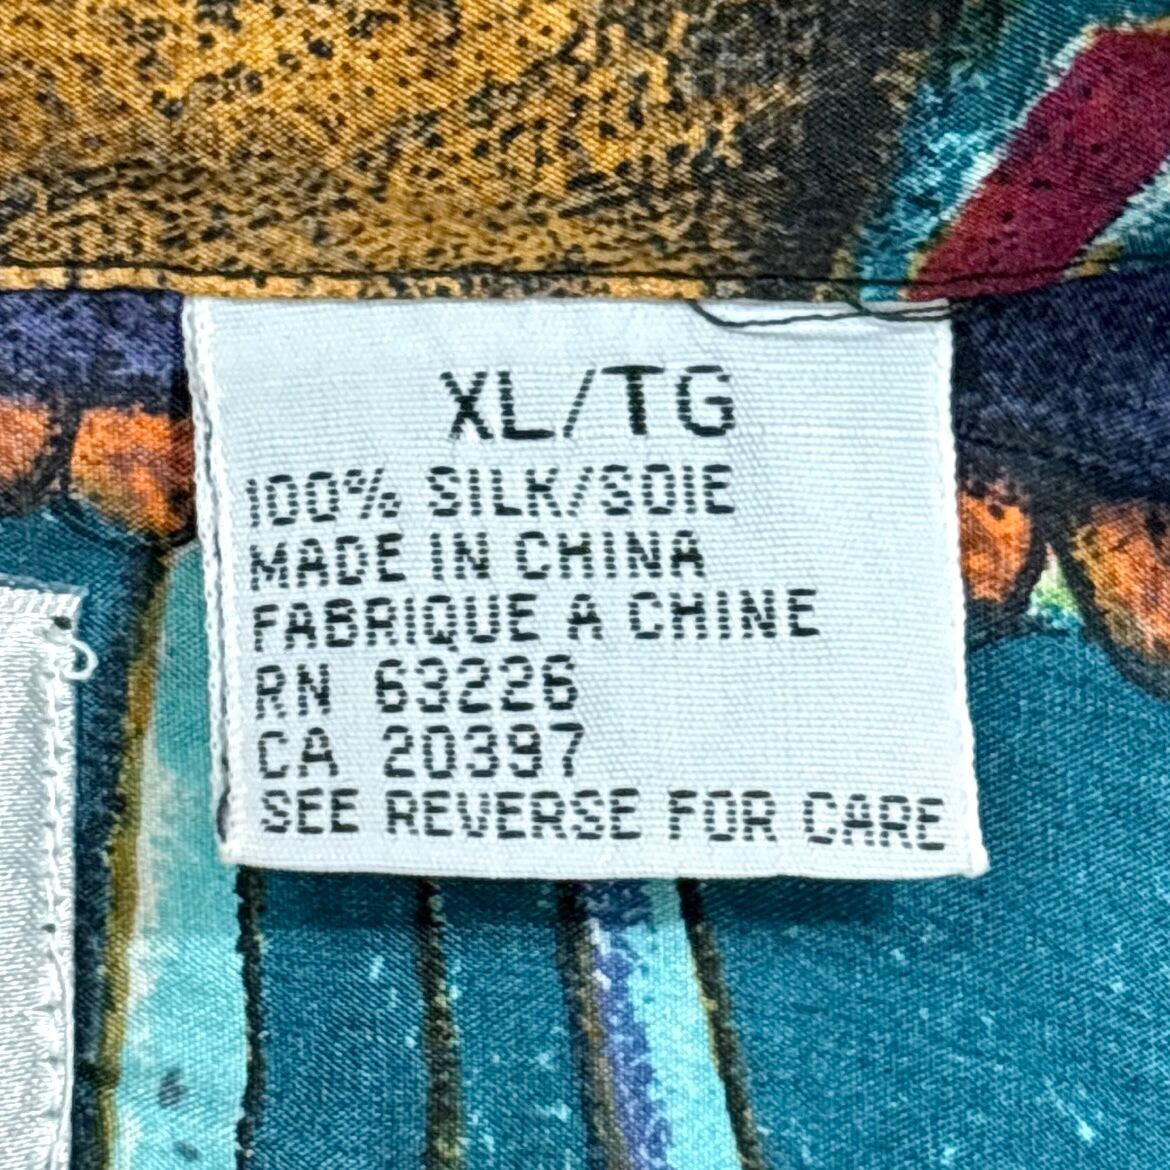 XL/TG
100% SILK/SOIE
MADE IN CHINA
FABRIQUE A CHINE
RN 63226
CA 20397
SEE REVERSE FOR CARE